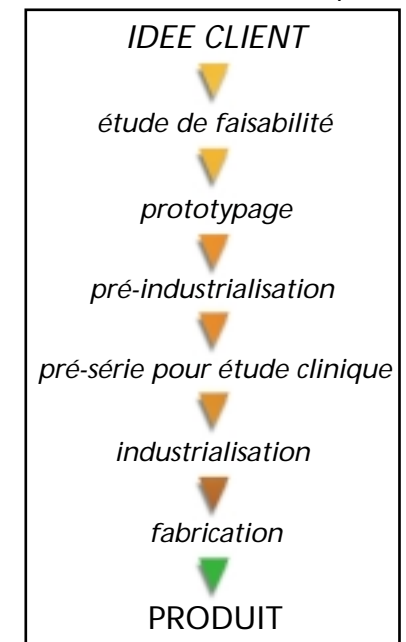 IDEE CLIENT
étude de faisabilité
prototypage
pré-industrialisation
pré-série pour étude clinique
industrialisation
fabrication
PRODUIT